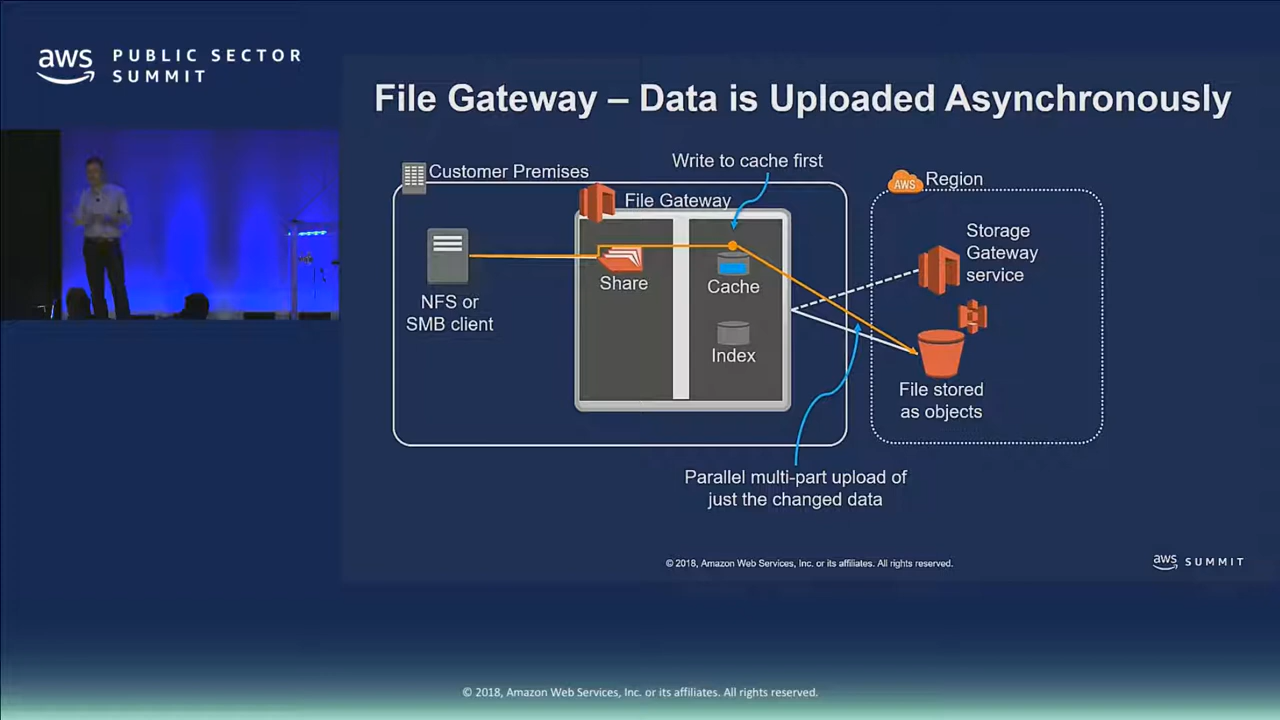 aws PUBLIC SECTOR
SUMMIT
File Gateway – Data is Uploaded Asynchronously
Write to cache first
Customer Premises
AWS Region
File Gateway
Storage
Gateway
service
Share
Cache
NFS or
SMB client
Index
File stored
as objects
Parallel multi-part upload of
just the changed data
© 2018, Amazon Web Services, Inc. or its affiliates. All rights reserved.
aws SUMMIT
© 2018, Amazon Web Services, Inc. or its affiliates. All rights reserved.